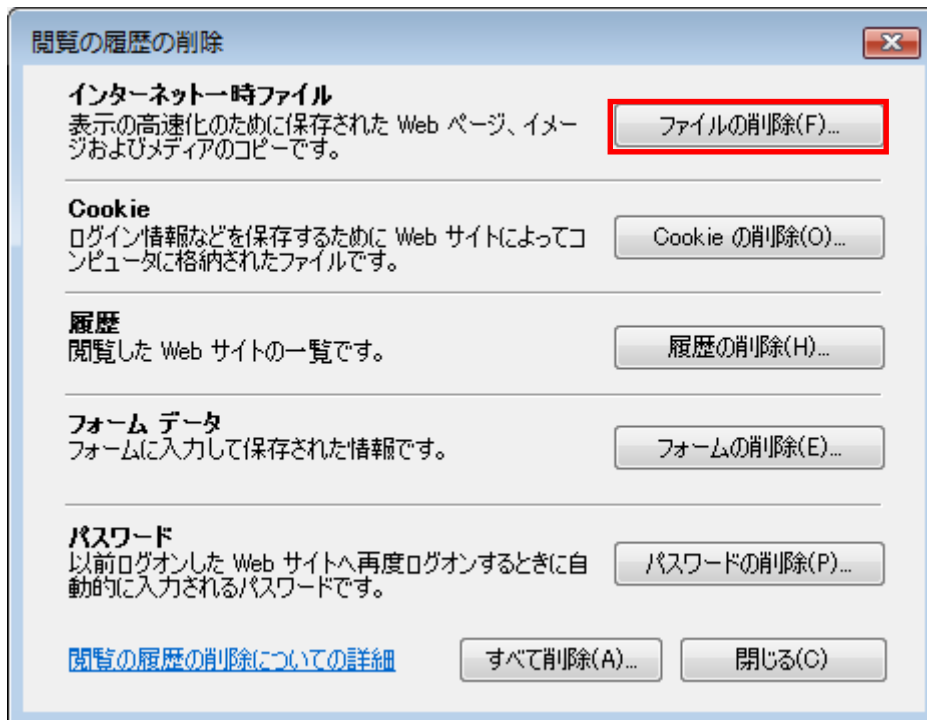 閲覧の履歴の削除
インターネット一時ファイル
表示の高速化のために保存された Web ページ、イメー
ジおよびメディアのコピーです。
ファイルの削除(F)...
Cookie
ログイン情報などを保存するために Web サイトによってコ
ンピュータに格納されたファイルです。
Cookie の削除(O)...
履歴
閲覧した Web サイトの一覧です。
履歴の削除(H)...
フォーム データ
フォームに入力して保存された情報です。
フォームの削除(E)...
パスワード
以前ログオンした Web サイトへ再度ログオンするときに自
動的に入力されるパスワードです。
パスワードの削除(P)...
閲覧の履歴の削除についての詳細
すべて削除(A)...
閉じる(C)